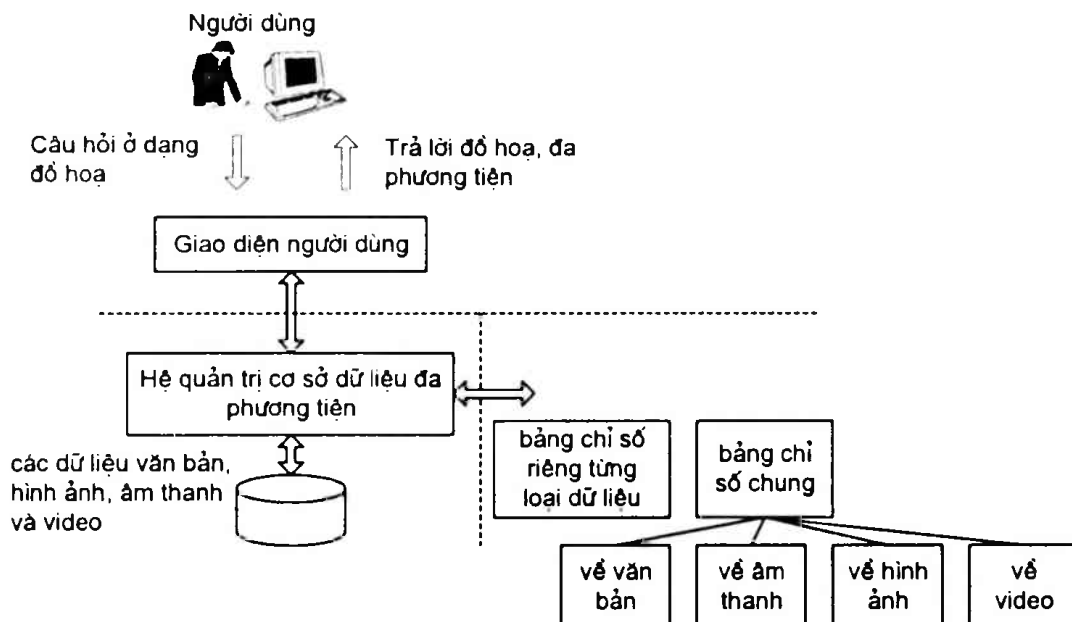 Người dùng
Câu hỏi ở dạng
đồ hoạ
Trả lời đồ hoạ, đa
phương tiện
Giao diện người dùng
Hệ quản trị cơ sở dữ liệu đa
phương tiện
các dữ liệu văn bản,
hình ảnh, âm thanh
và video
bảng chỉ số
riêng từng
loại dữ liệu
bảng chỉ
số chung
về văn
bản
về âm
thanh
về hình
ảnh
về
video